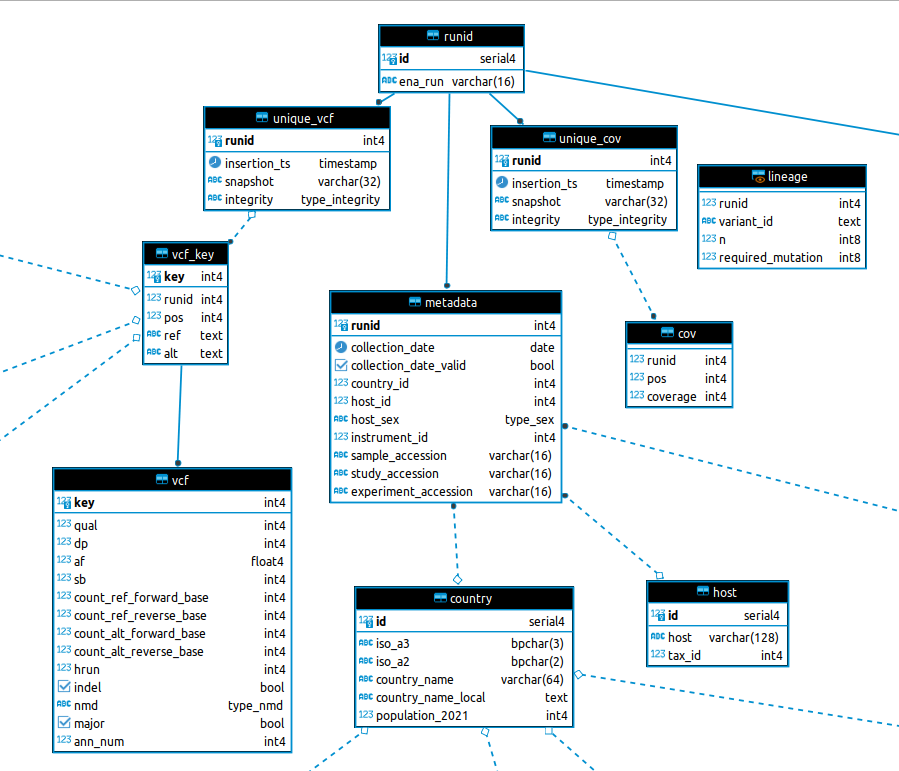 runid
123 id serial4
ABC ena_run varchar(16)
unique_vcf
123 runid int4
insertion_ts timestamp
ABC snapshot varchar(32)
ABC integrity type_integrity
unique_cov
123 runid int4
insertion_ts timestamp
ABC snapshot varchar(32)
ABC integrity type_integrity
lineage
123 runid int4
ABC variant_id text
123 n int8
123 required_mutation int8
vcf_key
123 key int4
123 runid int4
123 pos int4
ABC ref text
ABC alt text
metadata
123 runid int4
collection_date date
collection_date_valid bool
123 country_id int4
123 host_id int4
ABC host_sex type_sex
123 instrument_id int4
ABC sample_accession varchar(16)
ABC study_accession varchar(16)
ABC experiment_accession varchar(16)
cov
123 runid int4
123 pos int4
123 coverage int4
vcf
123 key int4
123 qual int4
123 dp int4
123 af float4
123 sb int4
123 count_ref_forward_base int4
123 count_ref_reverse_base int4
123 count_alt_forward_base int4
123 count_alt_reverse_base int4
123 hrun int4
indel bool
ABC nmd type_nmd
major bool
123 ann_num int4
country
123 id serial4
ABC iso_a3 bpchar(3)
ABC iso_a2 bpchar(2)
ABC country_name varchar(64)
ABC country_name_local text
123 population_2021 int4
host
123 id serial4
ABC host varchar(128)
123 tax_id int4